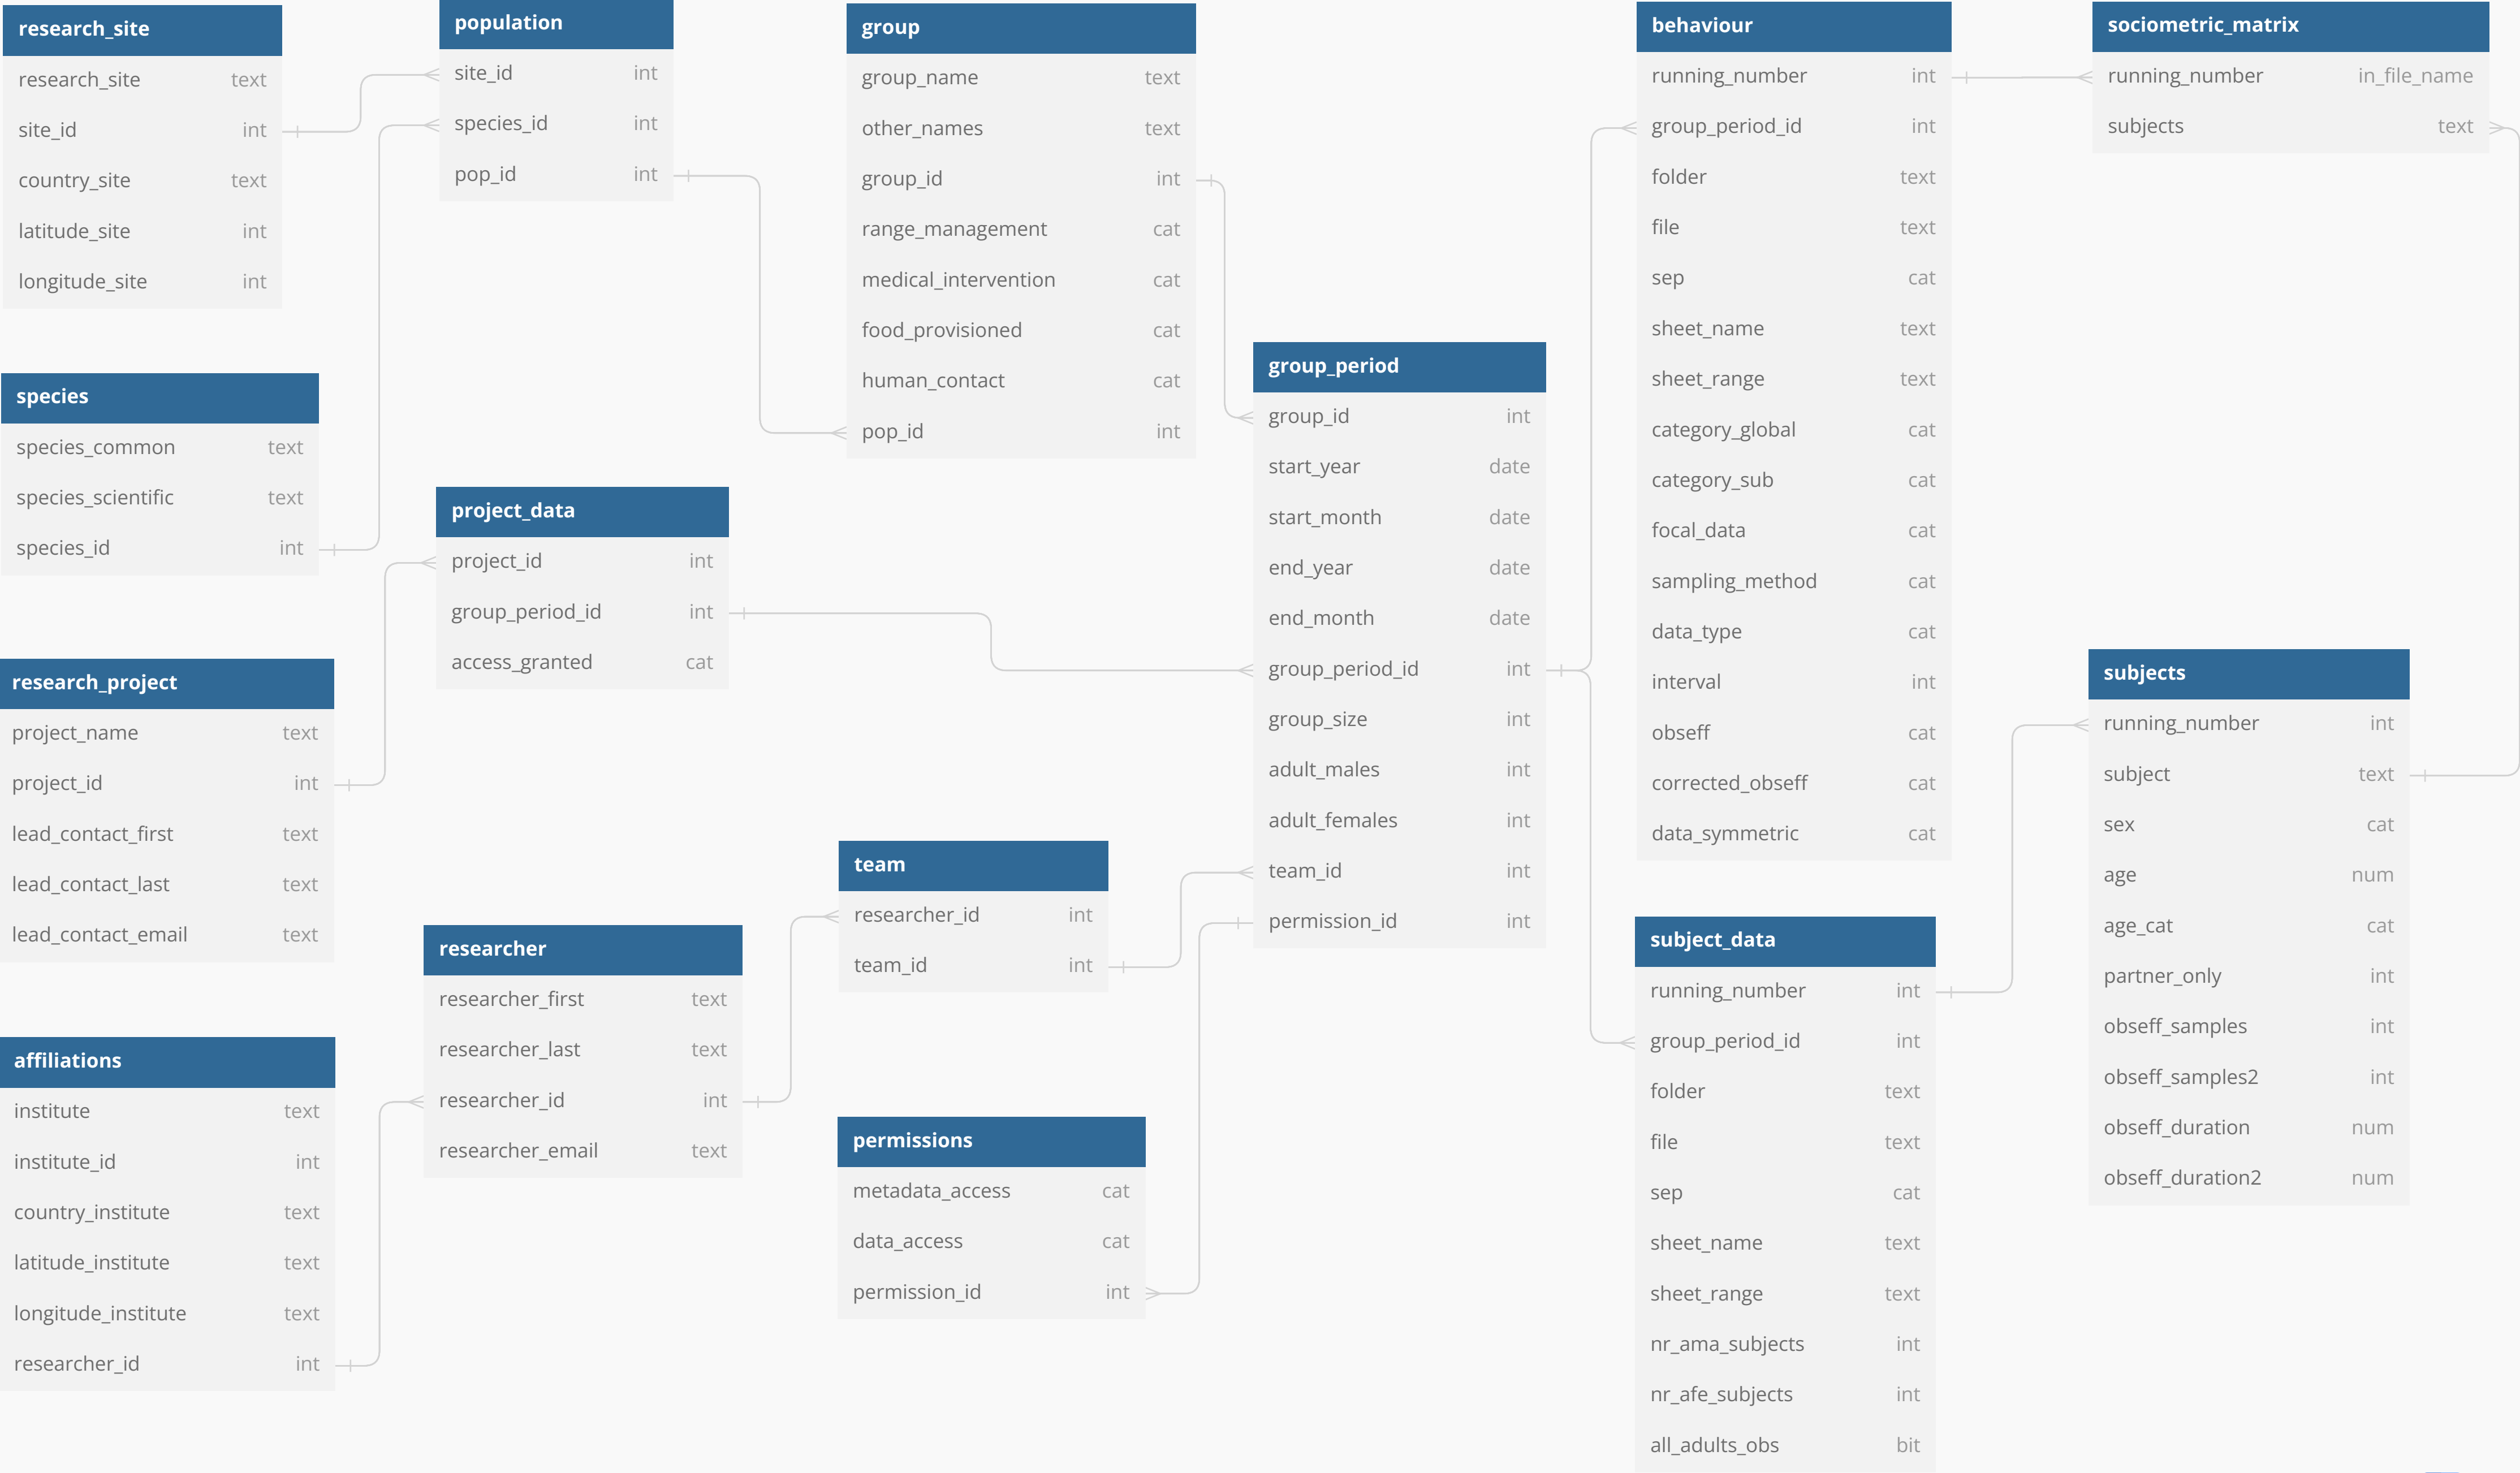 research_site
research_site text
site_id int
country_site text
latitude_site int
longitude_site int
population
site_id int
species_id int
pop_id int
group
group_name text
other_names text
group_id int
range_management cat
medical_intervention cat
food_provisioned cat
human_contact cat
pop_id int
behaviour
running_number int
group_period_id int
folder text
file text
sep cat
sheet_name text
sheet_range text
category_global cat
category_sub cat
focal_data cat
sampling_method cat
data_type cat
interval int
obseff cat
corrected_obseff cat
data_symmetric cat
sociometric_matrix
running_number in_file_name
subjects text
species
species_common text
species_scientific text
species_id int
project_data
project_id int
group_period_id int
access_granted cat
group_period
group_id int
start_year date
start_month date
end_year date
end_month date
group_period_id int
group_size int
adult_males int
adult_females int
team_id int
permission_id int
research_project
project_name text
project_id int
lead_contact_first text
lead_contact_last text
lead_contact_email text
subjects
running_number int
subject text
sex cat
age num
age_cat cat
partner_only int
obseff_samples int
obseff_samples2 int
obseff_duration num
obseff_duration2 num
team
researcher_id int
team_id int
researcher
researcher_first text
researcher_last text
researcher_id int
researcher_email text
subject_data
running_number int
group_period_id int
folder text
file text
sep cat
sheet_name text
sheet_range text
nr_ama_subjects int
nr_afe_subjects int
all_adults_obs bit
affiliations
institute text
institute_id int
country_institute text
latitude_institute text
longitude_institute text
researcher_id int
permissions
metadata_access cat
data_access cat
permission_id int